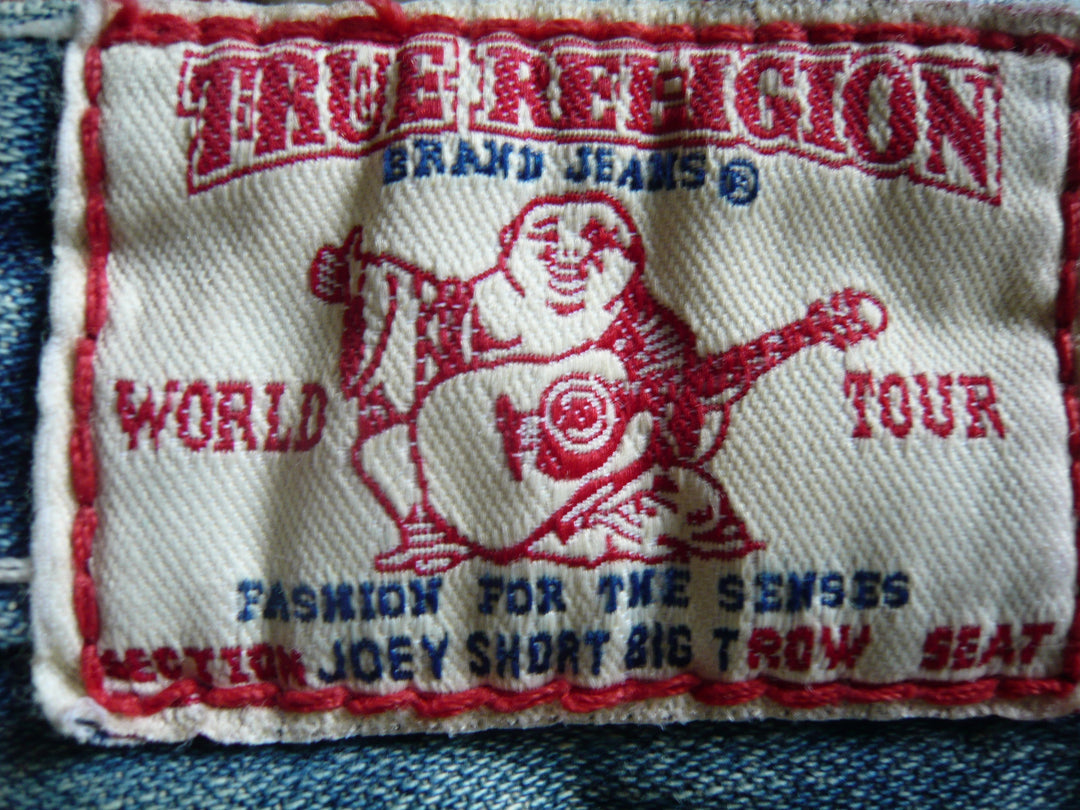 TRUE RELIGION
BRAND JEANS®
WORLD TOUR
FASHION FOR THE SENSES
SECTION JOEY SHORT BIG T ROW SEAT